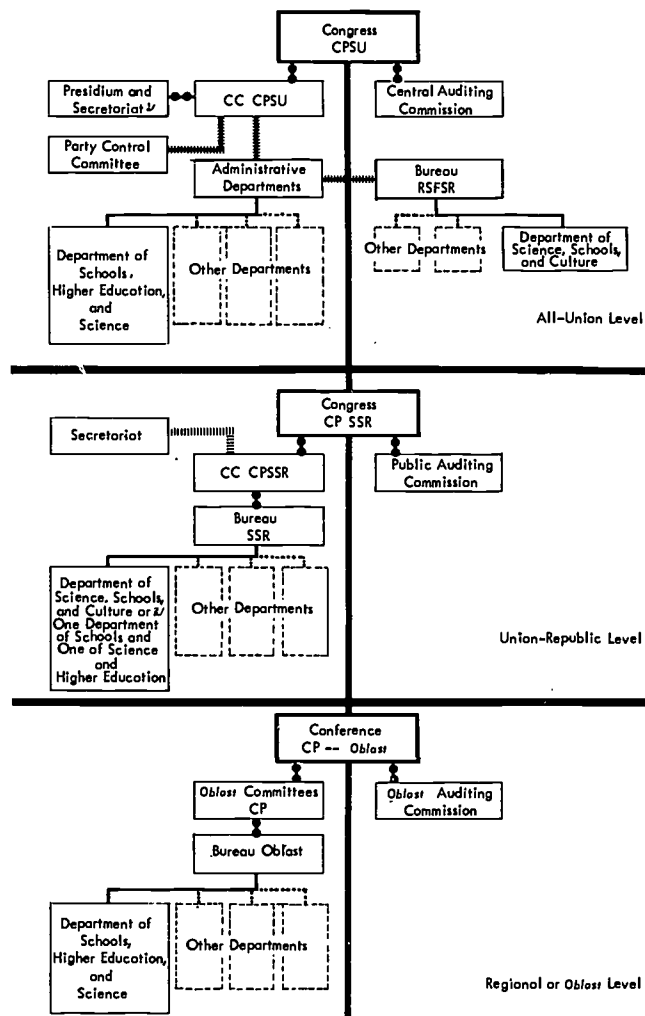 Congress
CPSU
Presidium and
Secretariat 1/
CC CPSU
Central Auditing
Commission
Party Control
Committee
Administrative
Departments
Bureau
RSFSR
Department of
Schools,
Higher Education,
and
Science
Other Departments
Other Departments
Department of
Science, Schools,
and Culture
All-Union Level
Congress
CP SSR
Secretariat
CC CPSSR
Public Auditing
Commission
Bureau
SSR
Department of
Science, Schools,
and Culture or 2/
One Department
of Schools and
One of Science
and
Higher Education
Other Departments
Union-Republic Level
Conference
CP -- Oblast
Oblast Committees
CP
Oblast Auditing
Commission
Bureau Oblast
Department of
Schools,
Higher Education,
and
Science
Other Departments
Regional or Oblast Level